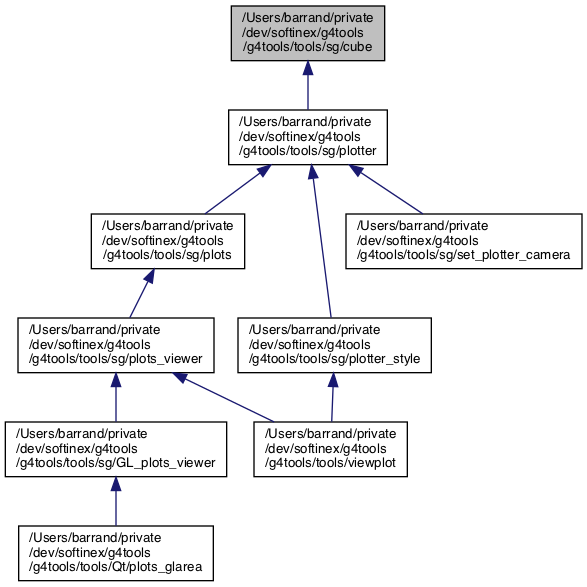 /Users/barrand/private
/dev/softinex/g4tools
/g4tools/tools/sg/cube
/Users/barrand/private
/dev/softinex/g4tools
/g4tools/tools/sg/plotter
/Users/barrand/private
/dev/softinex/g4tools
/g4tools/tools/sg/plots
/Users/barrand/private
/dev/softinex/g4tools
/g4tools/tools/sg/set_plotter_camera
/Users/barrand/private
/dev/softinex/g4tools
/g4tools/tools/sg/plots_viewer
/Users/barrand/private
/dev/softinex/g4tools
/g4tools/tools/sg/plotter_style
/Users/barrand/private
/dev/softinex/g4tools
/g4tools/tools/sg/GL_plots_viewer
/Users/barrand/private
/dev/softinex/g4tools
/g4tools/tools/viewplot
/Users/barrand/private
/dev/softinex/g4tools
/g4tools/tools/Qt/plots_glarea